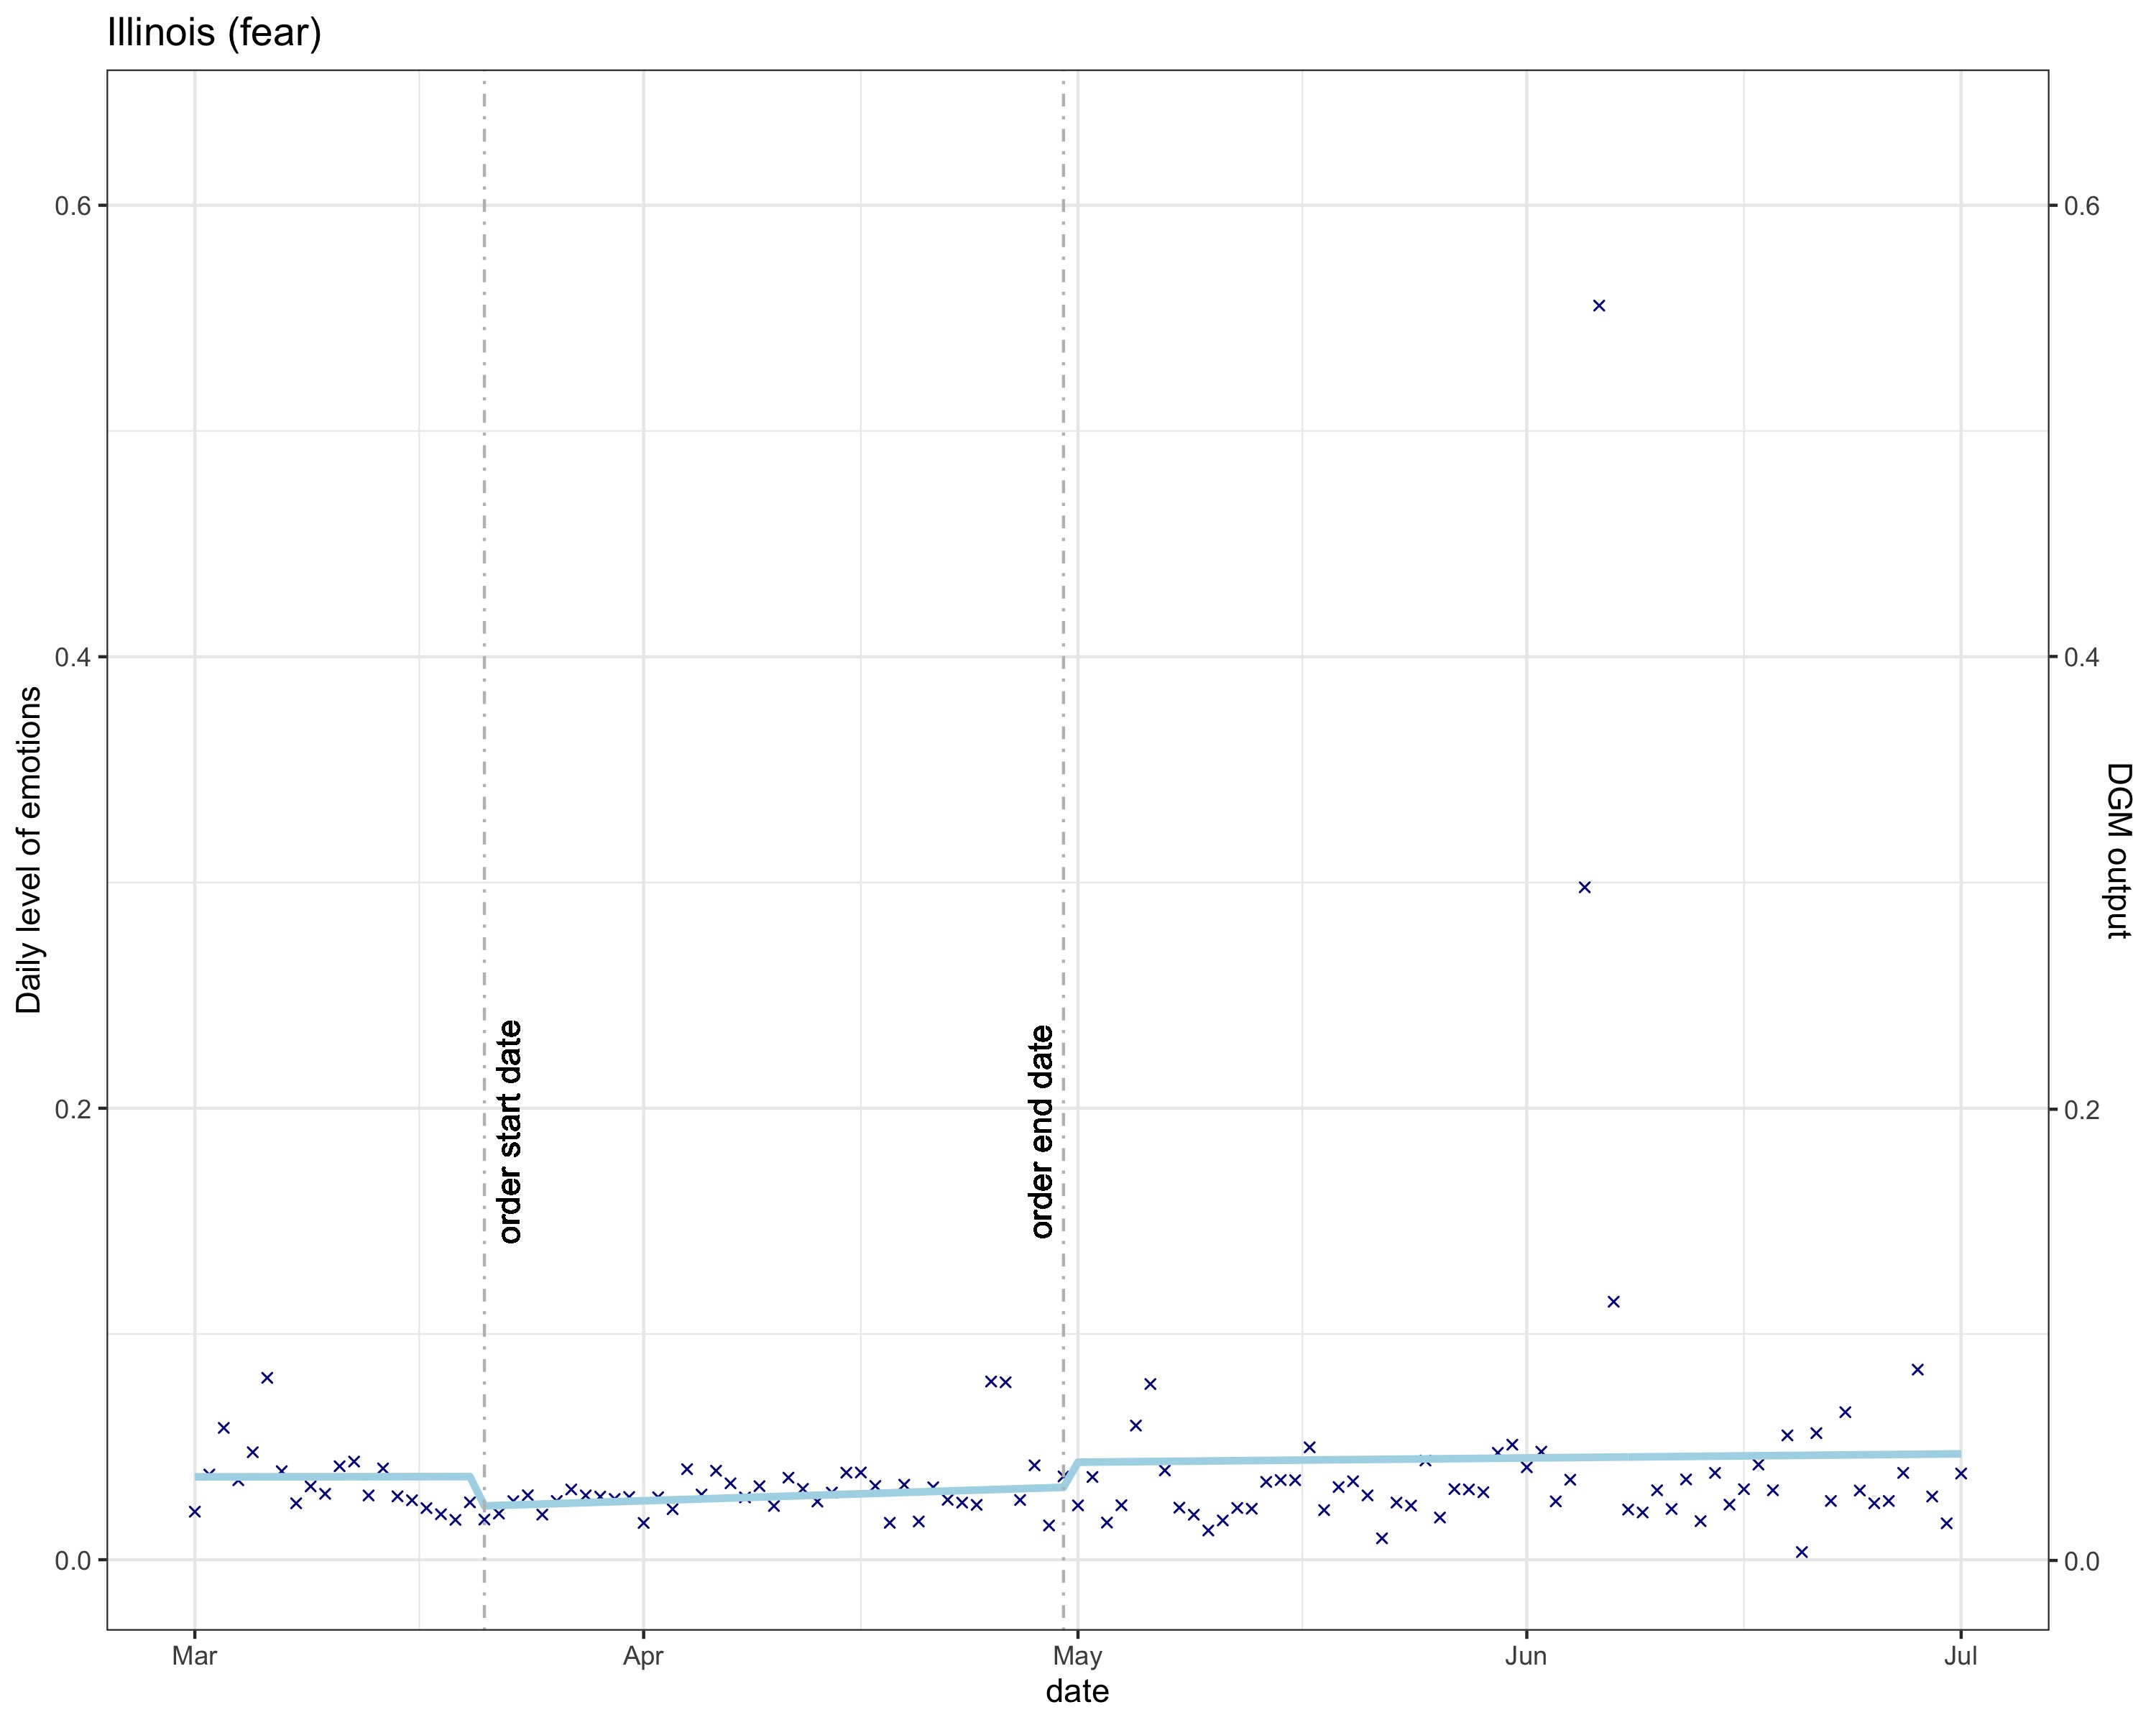 Illinois (fear)
0.6
0.4
0.2
0.0
Daily level of emotions
order start date
order end date
0.6
0.4
0.2
0.0
DGM output
Mar
Apr
May
Jun
Jul
date